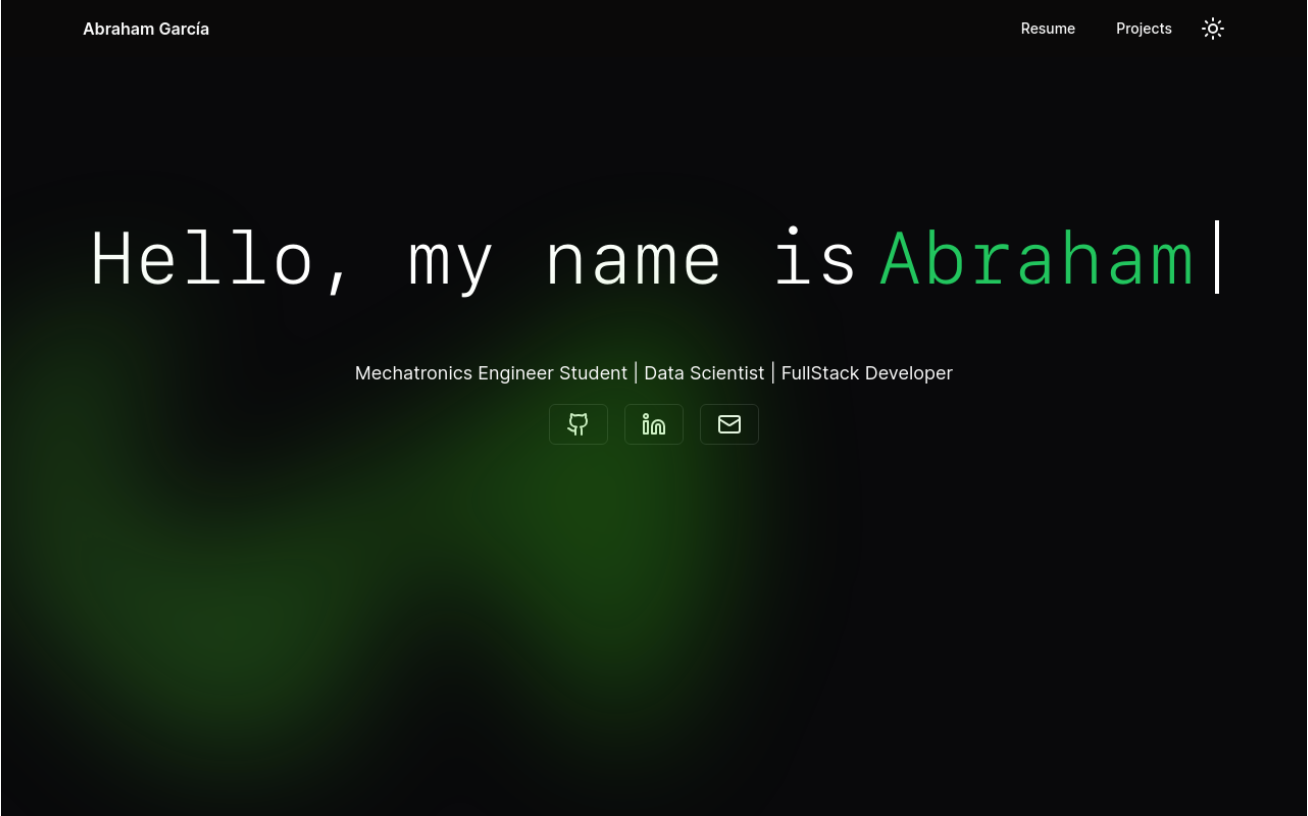 Abraham García
Resume Projects
Hello, my name is Abraham
Mechatronics Engineer Student | Data Scientist | FullStack Developer